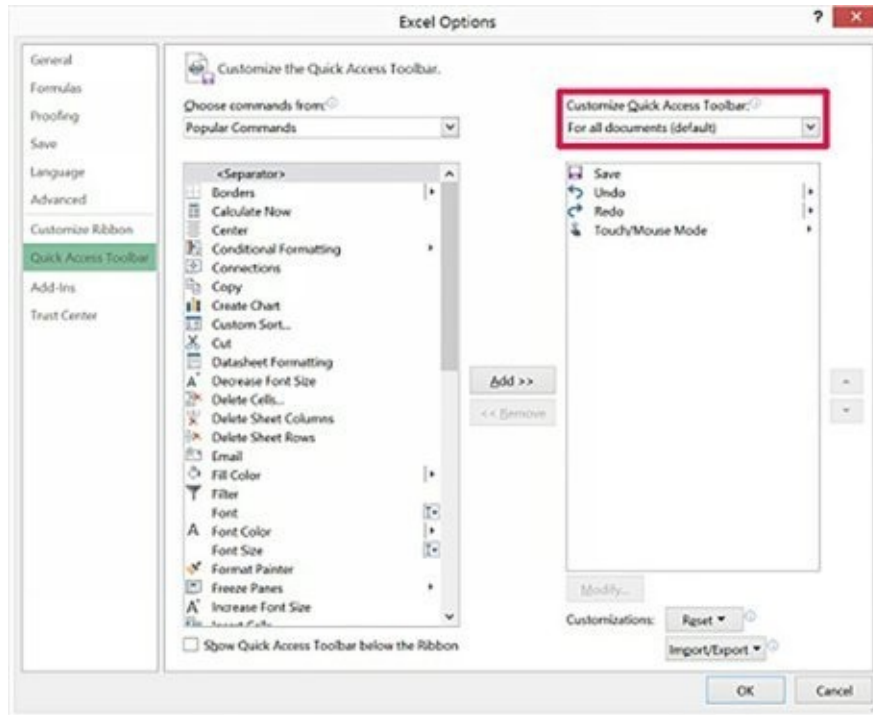 Excel Options
?
General
Formulas
Proofing
Save
Language
Advanced
Customize Ribbon
Quick Access Toolbar
Add-Ins
Trust Center
Customize the Quick Access Toolbar.
Choose commands from:
Popular Commands
<Separator>
Borders
Calculate Now
Center
Conditional Formatting
Connections
Copy
Create Chart
Custom Sort...
Cut
Datasheet Formatting
Decrease Font Size
Delete Cells...
Delete Sheet Columns
Delete Sheet Rows
Email
Fill Color
Filter
Font
Font Color
Font Size
Format Painter
Freeze Panes
Increase Font Size
Insert Cells
Show Quick Access Toolbar below the Ribbon
Add >>
<< Remove
Customize Quick Access Toolbar:
For all documents (default)
Save
Undo
Redo
Touch/Mouse Mode
Modify...
Customizations:
Reset
Import/Export
OK
Cancel